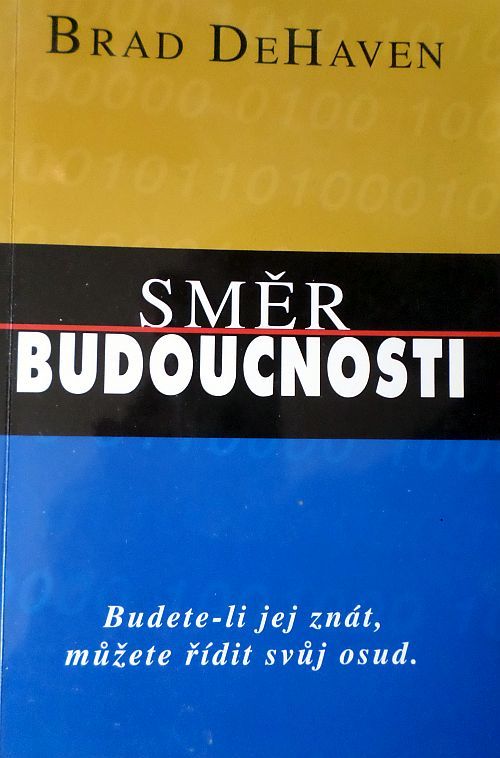 BRAD DEHAVEN
SMĚR
BUDOUCNOSTI
Budete-li jej znát,
můžete řídit svůj osud.